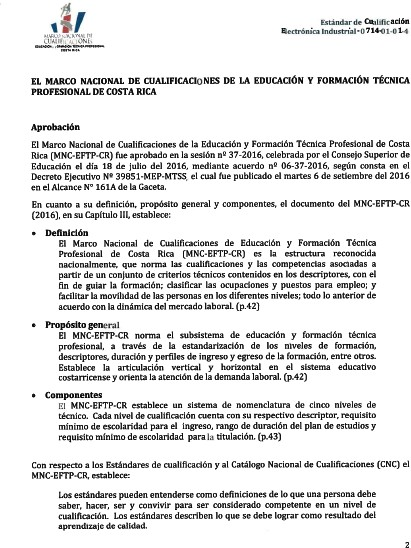 MARCO NACIONAL DE
CUALIFICACIONES
EDUCACIÓN Y FORMACIÓN TÉCNICA PROFESIONAL
COSTA RICA
Estándar de Cualificación
Electrónica Industrial-0714-01-01-4
EL MARCO NACIONAL DE CUALIFICACIONES DE LA EDUCACIÓN Y FORMACIÓN TÉCNICA
PROFESIONAL DE COSTA RICA
Aprobación
El Marco Nacional de Cualificaciones de la Educación y Formación Técnica Profesional de Costa
Rica (MNC-EFTP-CR) fue aprobado en la sesión nº 37-2016, celebrada por el Consejo Superior de
Educación el día 18 de julio del 2016, mediante acuerdo nº 06-37-2016, según consta en el
Decreto Ejecutivo Nº 39851-MEP-MTSS, el cual fue publicado el martes 6 de setiembre del 2016
en el Alcance N° 161A de la Gaceta.
En cuanto a su definición, propósito general y componentes, el documento del MNC-EFTP-CR
(2016), en su Capítulo III, establece:
• Definición
El Marco Nacional de Cualificaciones de Educación y Formación Técnica
Profesional de Costa Rica (MNC-EFTP-CR) es la estructura reconocida
nacionalmente, que norma las cualificaciones y las competencias asociadas a
partir de un conjunto de criterios técnicos contenidos en los descriptores, con el
fin de guiar la formación; clasificar las ocupaciones y puestos para empleo; y
facilitar la movilidad de las personas en los diferentes niveles; todo lo anterior de
acuerdo con la dinámica del mercado laboral. (p.42)
• Propósito general
El MNC-EFTP-CR norma el subsistema de educación y formación técnica
profesional, a través de la estandarización de los niveles de formación,
descriptores, duración y perfiles de ingreso y egreso de la formación, entre otros.
Establece la articulación vertical y horizontal en el sistema educativo
costarricense y orienta la atención de la demanda laboral. (p.42)
• Componentes
El MNC-EFTP-CR establece un sistema de nomenclatura de cinco niveles de
técnico. Cada nivel de cualificación cuenta con su respectivo descriptor, requisito
mínimo de escolaridad para el ingreso, rango de duración del plan de estudios y
requisito mínimo de escolaridad para la titulación. (p.43)
Con respecto a los Estándares de cualificación y al Catálogo Nacional de Cualificaciones (CNC) el
MNC-EFTP-CR, establece:
Los estándares pueden entenderse como definiciones de lo que una persona debe
saber, hacer, ser y convivir para ser considerado competente en un nivel de
cualificación. Los estándares describen lo que se debe lograr como resultado del
aprendizaje de calidad.
2